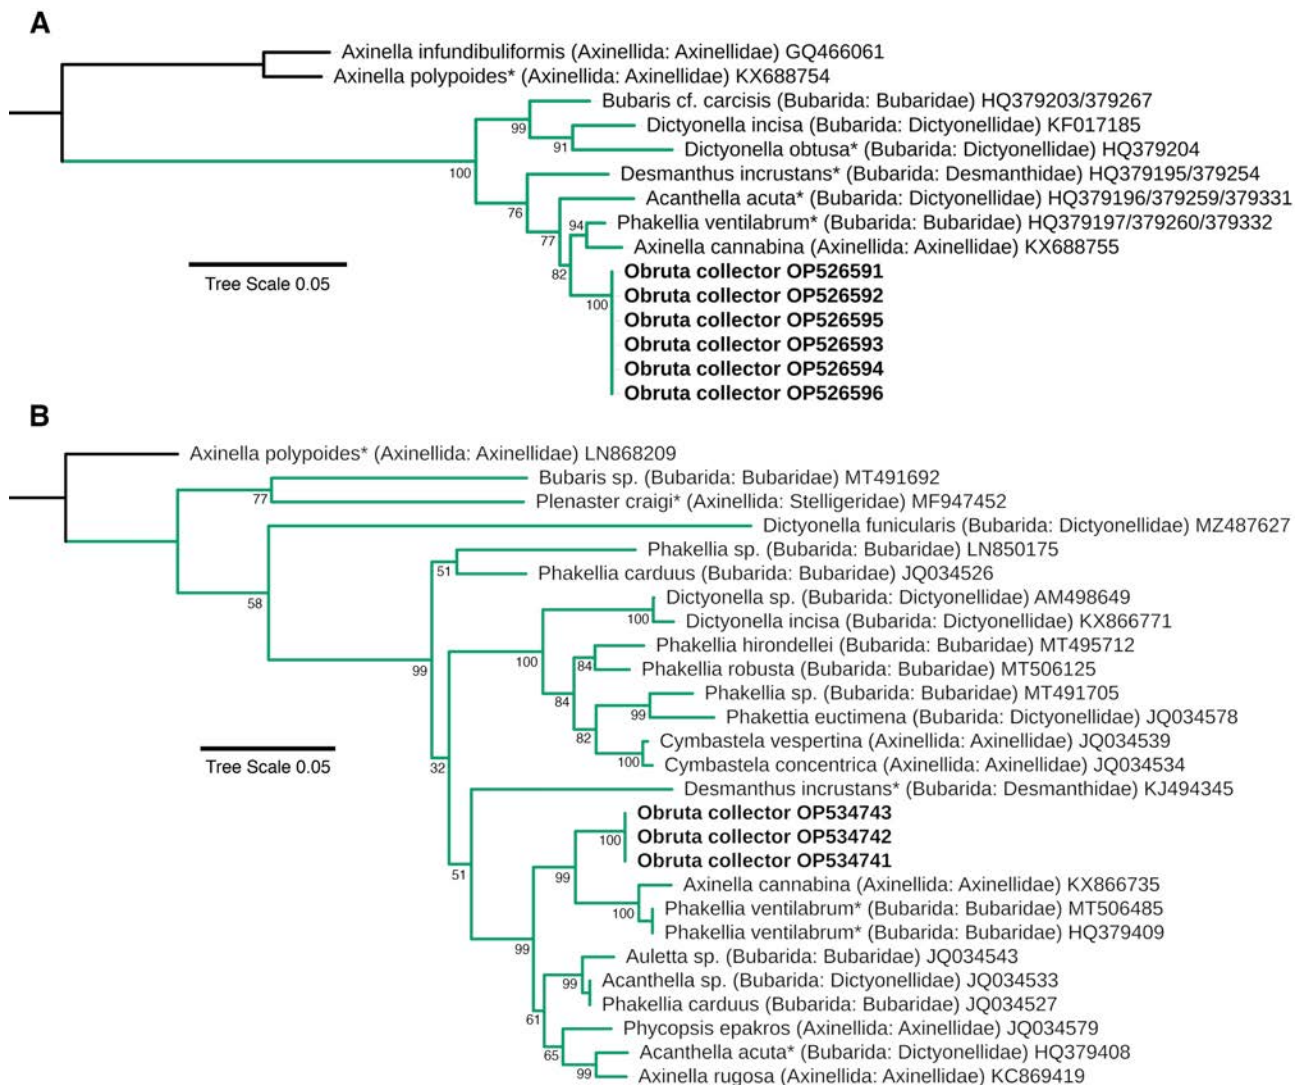 A
Axinella infundibuliformis (Axinellida: Axinellidae) GQ466061
Axinella polypoides* (Axinellida: Axinellidae) KX688754
Bubaris cf. carcisis (Bubarida: Bubaridae) HQ379203/379267
99
Dictyonella incisa (Bubarida: Dictyonellidae) KF017185
91
Dictyonella obtusa* (Bubarida: Dictyonellidae) HQ379204
100
Desmanthus incrustans* (Bubarida: Desmanthidae) HQ379195/379254
Acanthella acuta* (Bubarida: Dictyonellidae) HQ379196/379259/379331
76
94 Phakellia ventilabrum* (Bubarida: Bubaridae) HQ379197/379260/379332
77
Axinella cannabina (Axinellida: Axinellidae) KX688755
82
Obruta collector OP526591
Tree Scale 0.05
Obruta collector OP526592
100
Obruta collector OP526595
Obruta collector OP526593
Obruta collector OP526594
Obruta collector OP526596
B
Axinella polypoides* (Axinellida: Axinellidae) LN868209
Bubaris sp. (Bubarida: Bubaridae) MT491692
77
Plenaster craigi* (Axinellida: Stelligeridae) MF947452
Dictyonella funicularis (Bubarida: Dictyonellidae) MZ487627
Phakellia sp. (Bubarida: Bubaridae) LN850175
51
Phakellia carduus (Bubarida: Bubaridae) JQ034526
58
Dictyonella sp. (Bubarida: Dictyonellidae) AM498649
100
Dictyonella incisa (Bubarida: Dictyonellidae) KX866771
Phakellia hirondellei (Bubarida: Bubaridae) MT495712
100
84
99
Phakellia robusta (Bubarida: Bubaridae) MT506125
Phakellia sp. (Bubarida: Bubaridae) MT491705
84
99
Phakettia euctimena (Bubarida: Dictyonellidae) JQ034578
82
Cymbastela vespertina (Axinellida: Axinellidae) JQ034539
100
Cymbastela concentrica (Axinellida: Axinellidae) JQ034534
Tree Scale 0.05
32
Desmanthus incrustans* (Bubarida: Desmanthidae) KJ494345
Obruta collector OP534743
Obruta collector OP534742
100
Obruta collector OP534741
51
99
Axinella cannabina (Axinellida: Axinellidae) KX866735
Phakellia ventilabrum* (Bubarida: Bubaridae) MT506485
100
Phakellia ventilabrum* (Bubarida: Bubaridae) HQ379409
99
Auletta sp. (Bubarida: Bubaridae) JQ034543
Acanthella sp. (Bubarida: Dictyonellidae) JQ034533
99
Phakellia carduus (Bubarida: Bubaridae) JQ034527
61
Phycopsis epakros (Axinellida: Axinellidae) JQ034579
65
Acanthella acuta* (Bubarida: Dictyonellidae) HQ379408
99
Axinella rugosa (Axinellida: Axinellidae) KC869419